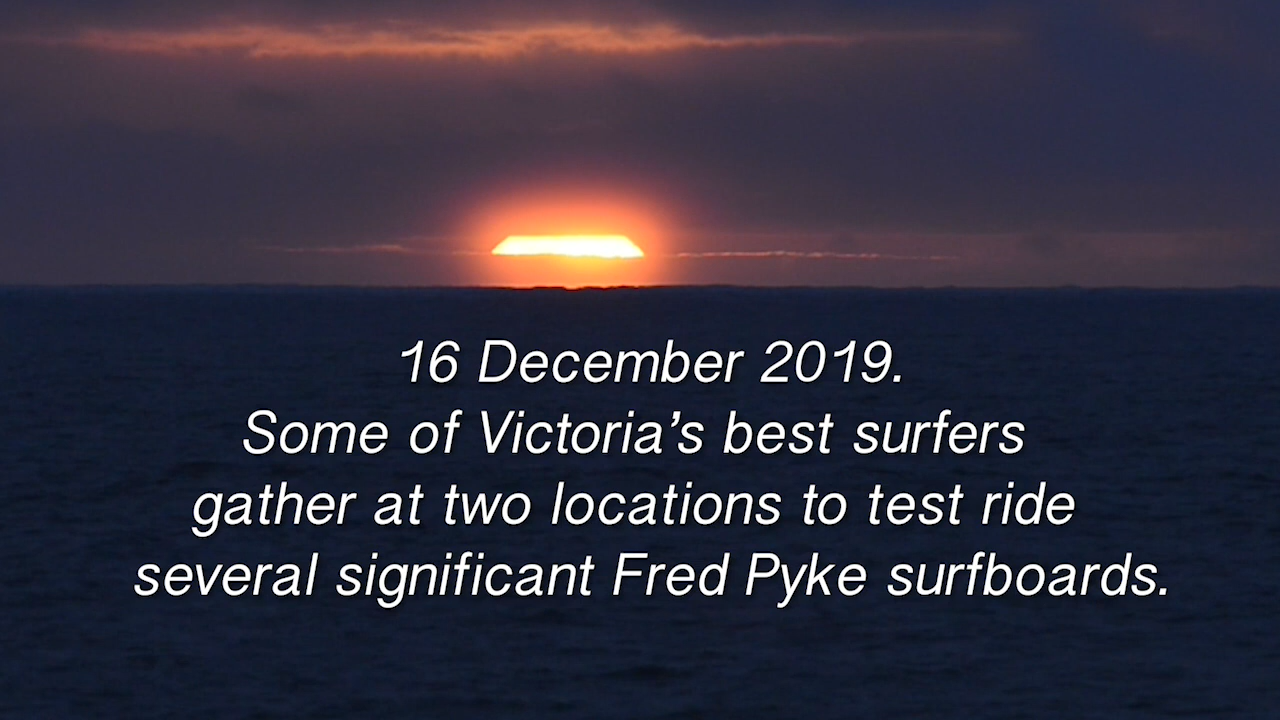 16 December 2019.
Some of Victoria’s best surfers
gather at two locations to test ride
several significant Fred Pyke surfboards.